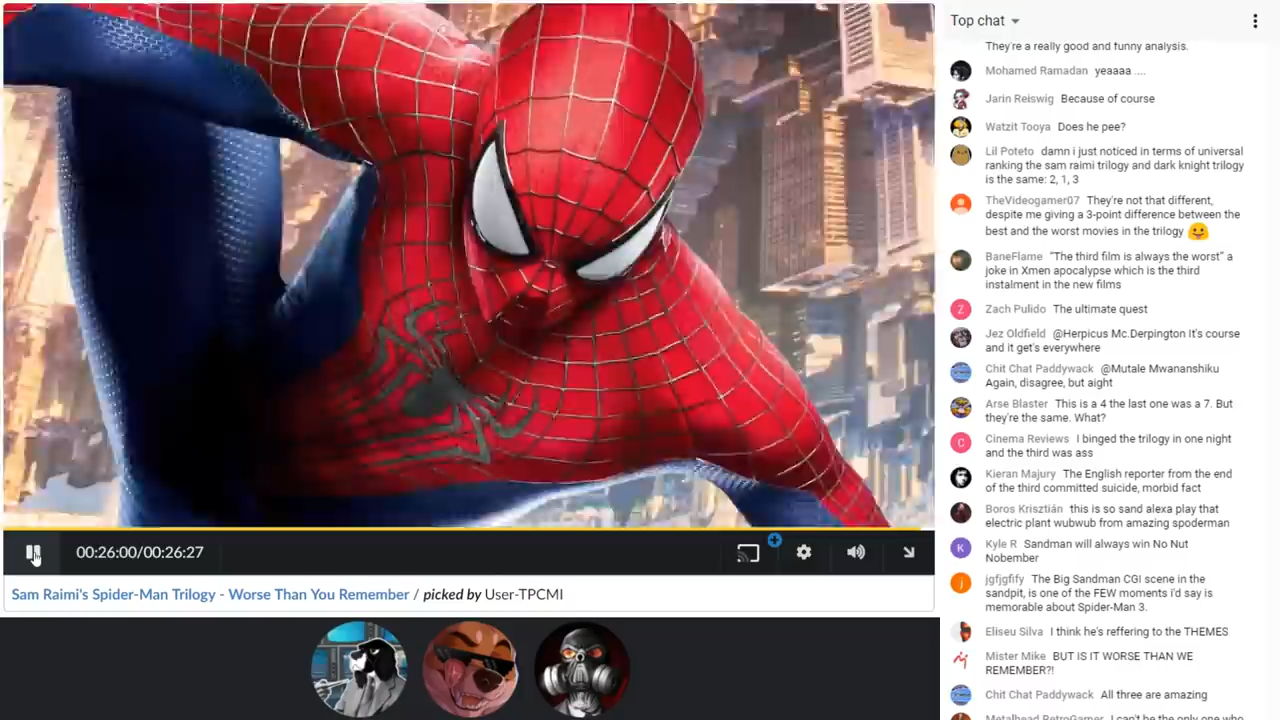 Top chat
They're a really good and funny analysis.
Mohamed Ramadan yeaaaa ....
Jarin Reiswig Because of course
Watzit Tooya Does he pee?
Lil Poteto damn i just noticed in terms of universal
ranking the sam raimi trilogy and dark knight trilogy
is the same: 2, 1, 3
TheVideogamer07 They're not that different,
despite me giving a 3-point difference between the
best and the worst movies in the trilogy
BaneFlame “The third film is always the worst” a
joke in Xmen apocalypse which is the third
instalment in the new films
Z
Zach Pulido The ultimate quest
Jez Oldfield @Herpicus Mc.Derpington It's course
and it get's everywhere
Chit Chat Paddywack @Mutale Mwananshiku
Again, disagree, but aight
Arse Blaster This is a 4 the last one was a 7. But
they're the same. What?
C
Cinema Reviews I binged the trilogy in one night
and the third was ass
Kieran Majury The English reporter from the end
of the third committed suicide, morbid fact
Boros Krisztián this is so sand alexa play that
electric plant wubwub from amazing spoderman
K
Kyle R Sandman will always win No Nut
Nobember
j
jgfjgfify The Big Sandman CGI scene in the
sandpit, is one of the FEW moments i'd say is
memorable about Spider-Man 3.
Eliseu Silva I think he's reffering to the THEMES
Mister Mike BUT IS IT WORSE THAN WE
REMEMBER?!
Chit Chat Paddywack All three are amazing
Metalhead RetroGamer I can't be the only one who
00:26:00/00:26:27
Sam Raimi's Spider-Man Trilogy - Worse Than You Remember / picked by User-TPCMI